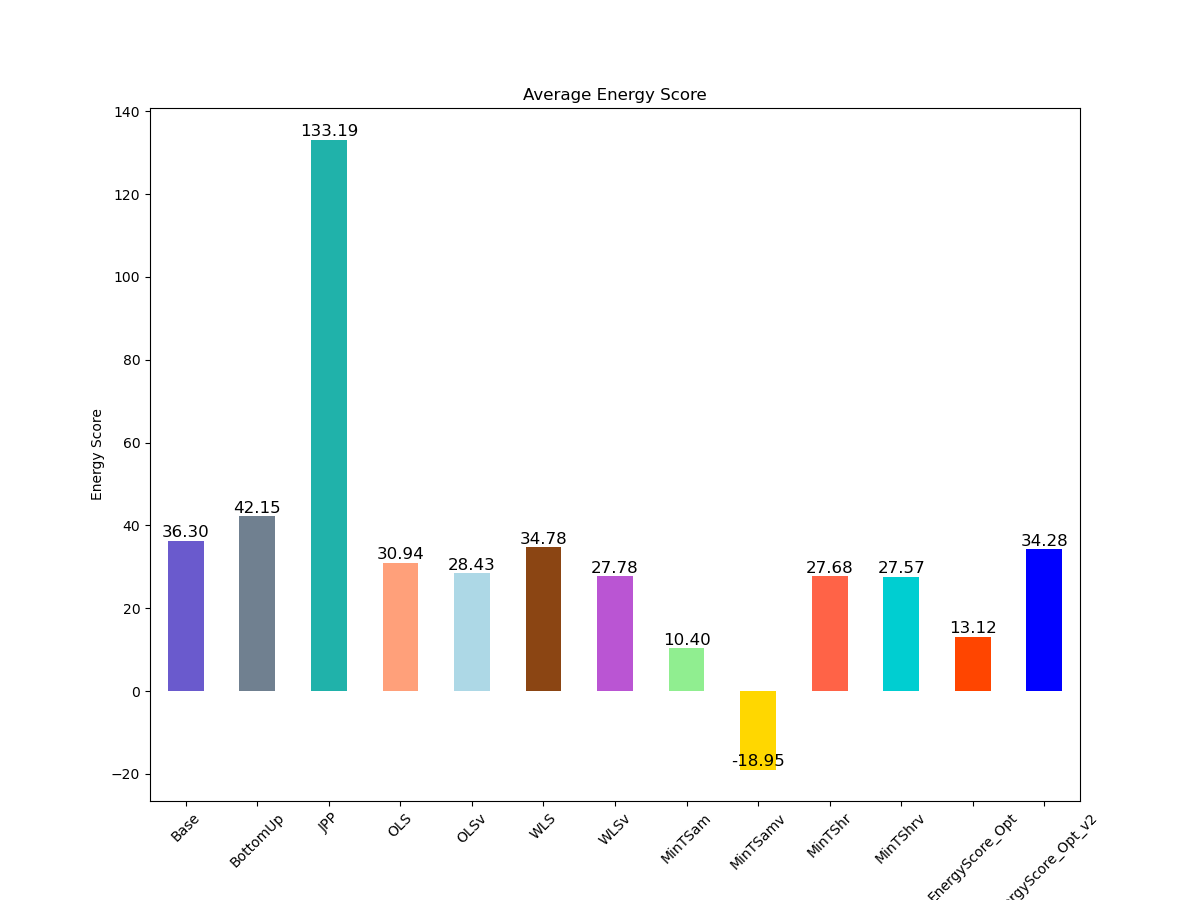 Average Energy Score
140
120
100
80
60
40
20
0
−20
Energy Score
36.30
42.15
133.19
30.94
28.43
34.78
27.78
10.40
-18.95
27.68
27.57
13.12
34.28
Base
BottomUp
JPP
OLS
OLSv
WLS
WLSv
MinTSam
MinTSamv
MinTShr
MinTShrv
EnergyScore_Opt
rgyScore_Opt_v2